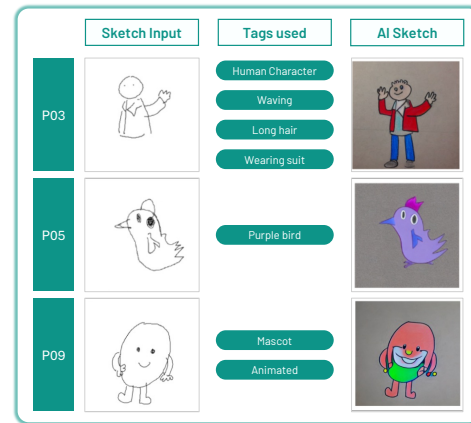 Sketch Input
Tags used
AI Sketch
P03
Human Character
Waving
Long hair
Wearing suit
P05
Purple bird
P09
Mascot
Animated